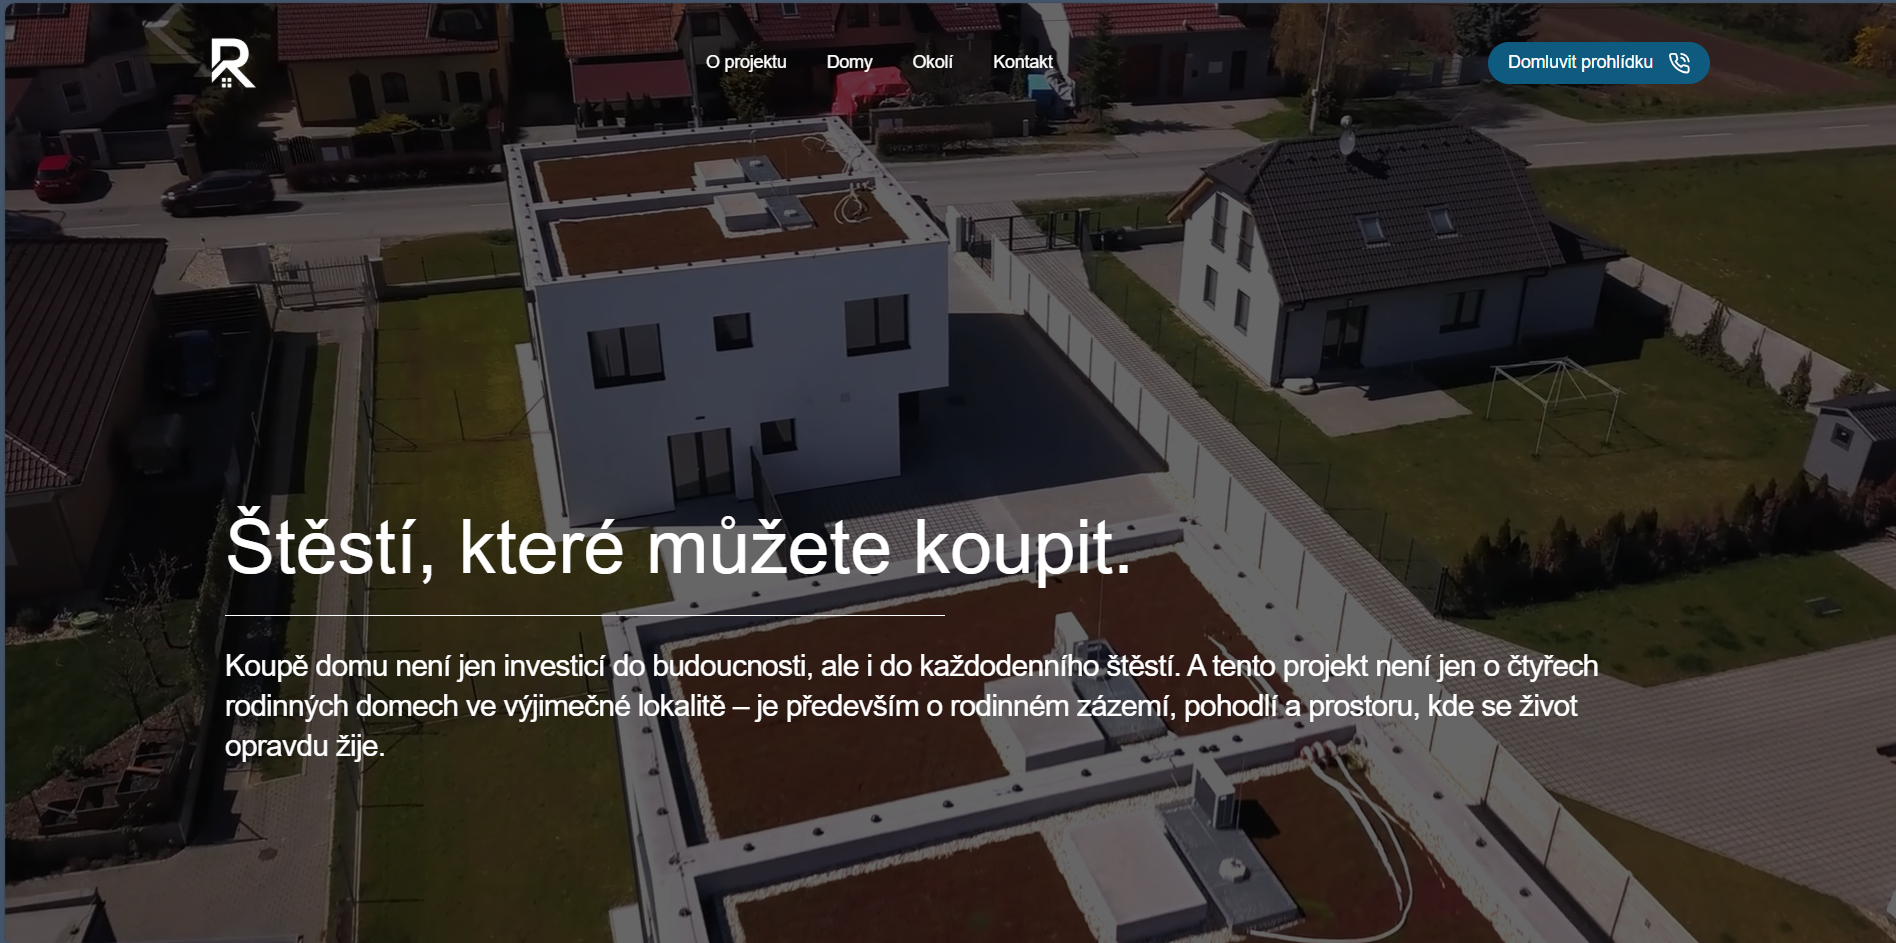 O projektu
Domy
Okolí
Kontakt
Domluvit prohlídku
Štěstí, které můžete koupit.
Koupě domu není jen investicí do budoucnosti, ale i do každodenního štěstí. A tento projekt není jen o čtyřech
rodinných domech ve výjimečné lokalitě – je především o rodinném zázemí, pohodlí a prostoru, kde se život
opravdu žije.